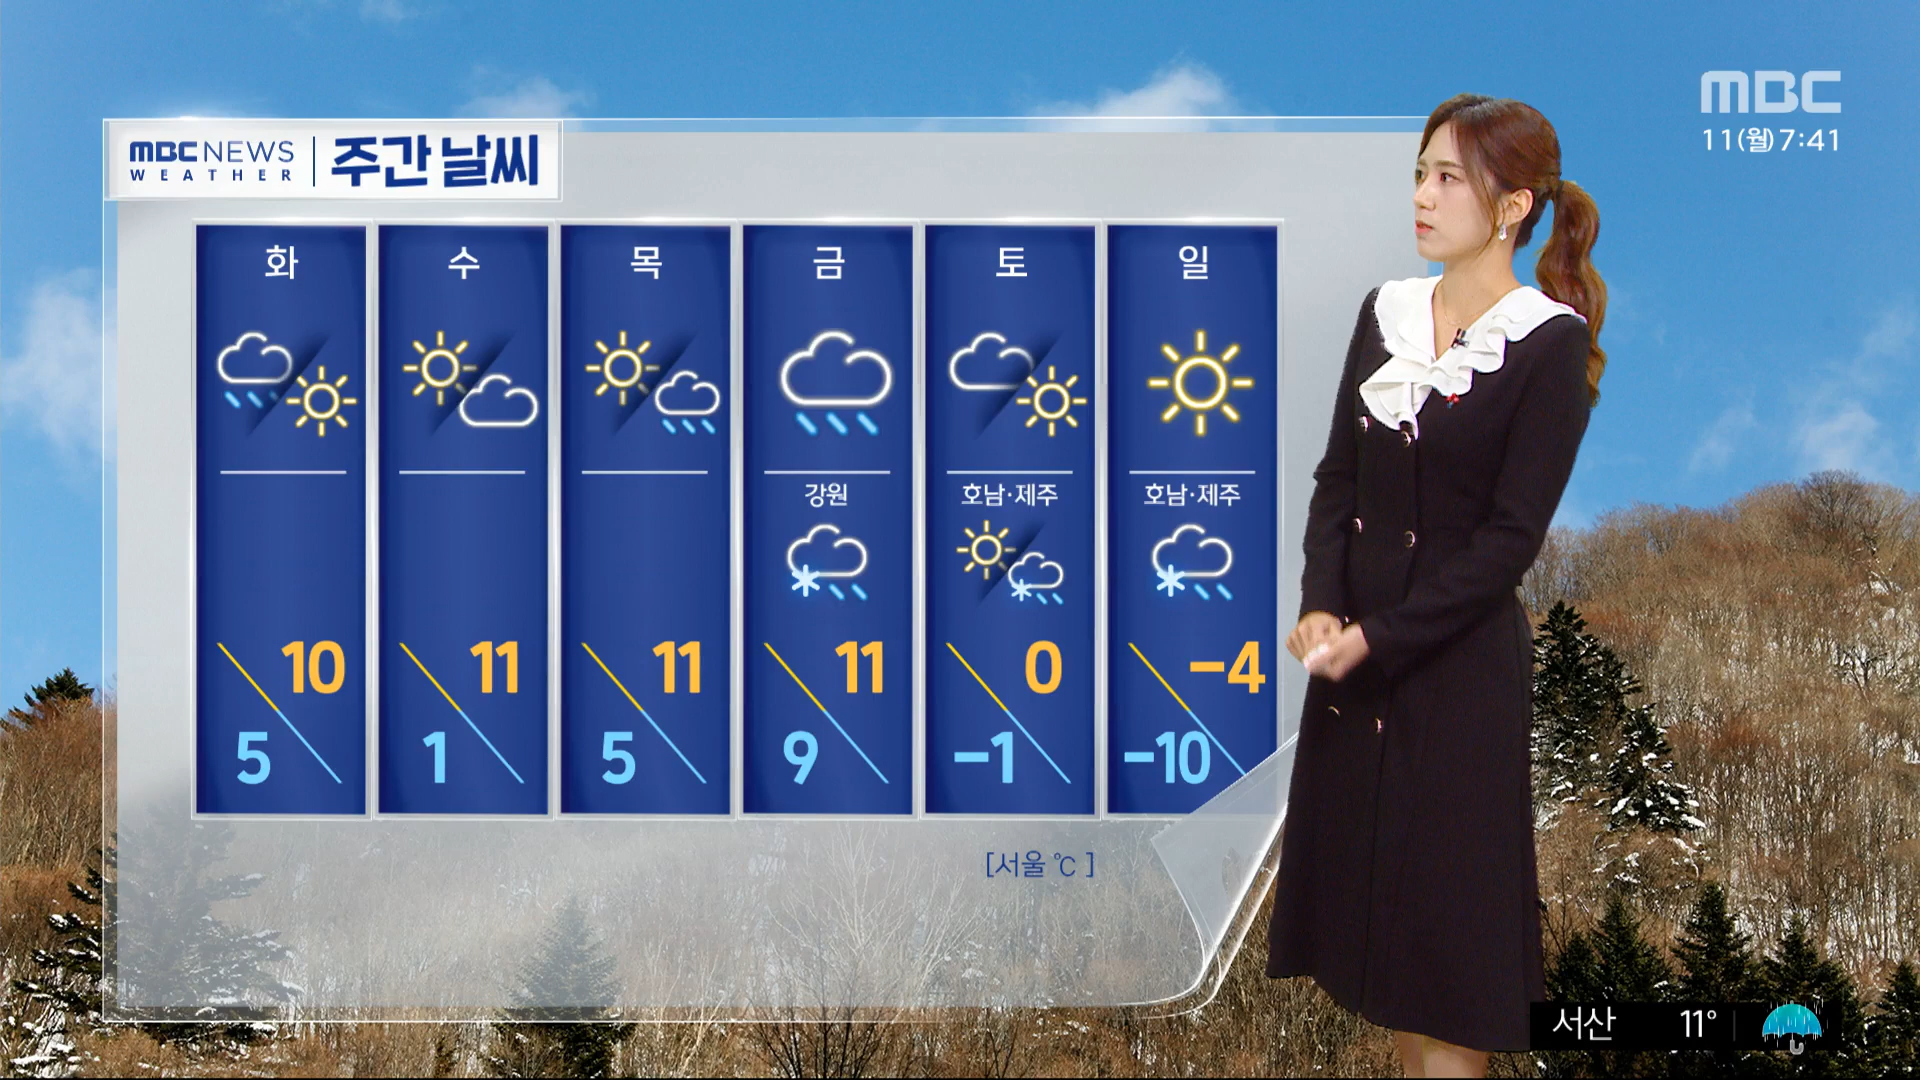 MBC
11(월)7:41
MBC NEWS
WEATHER
주간 날씨
화 수 목 금 토 일
강원 호남·제주 호남·제주
10 11 11 11 0 -4
5 1 5 9 -1 -10
[서울 ℃ ]
서산 11°